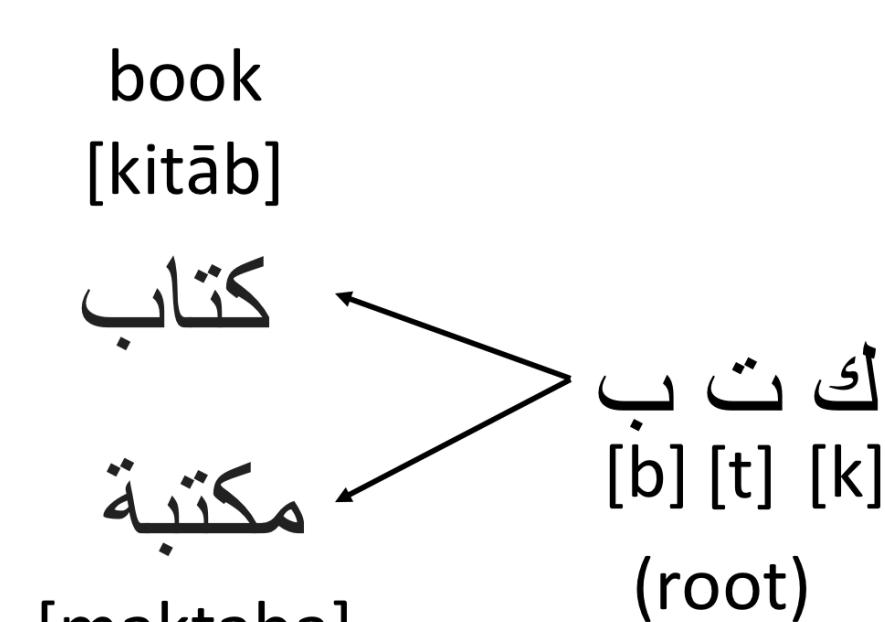 book
[kitāb]
كتاب
مكتبة
[maktaba]
ك ت ب
[b] [t] [k]
(root)